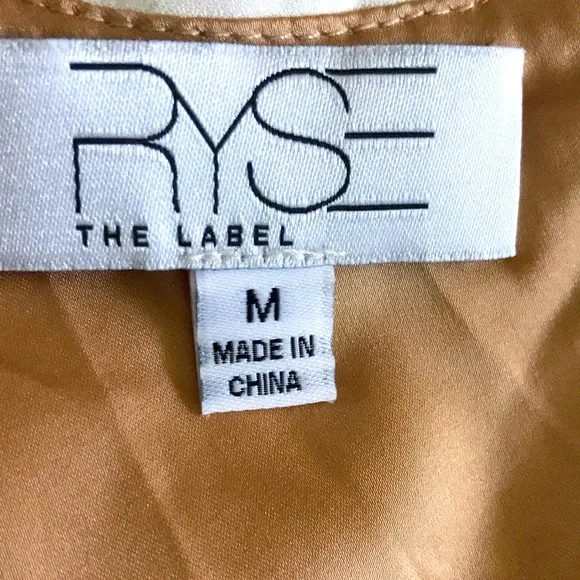 RYSE
THE LABEL
M
MADE IN
CHINA